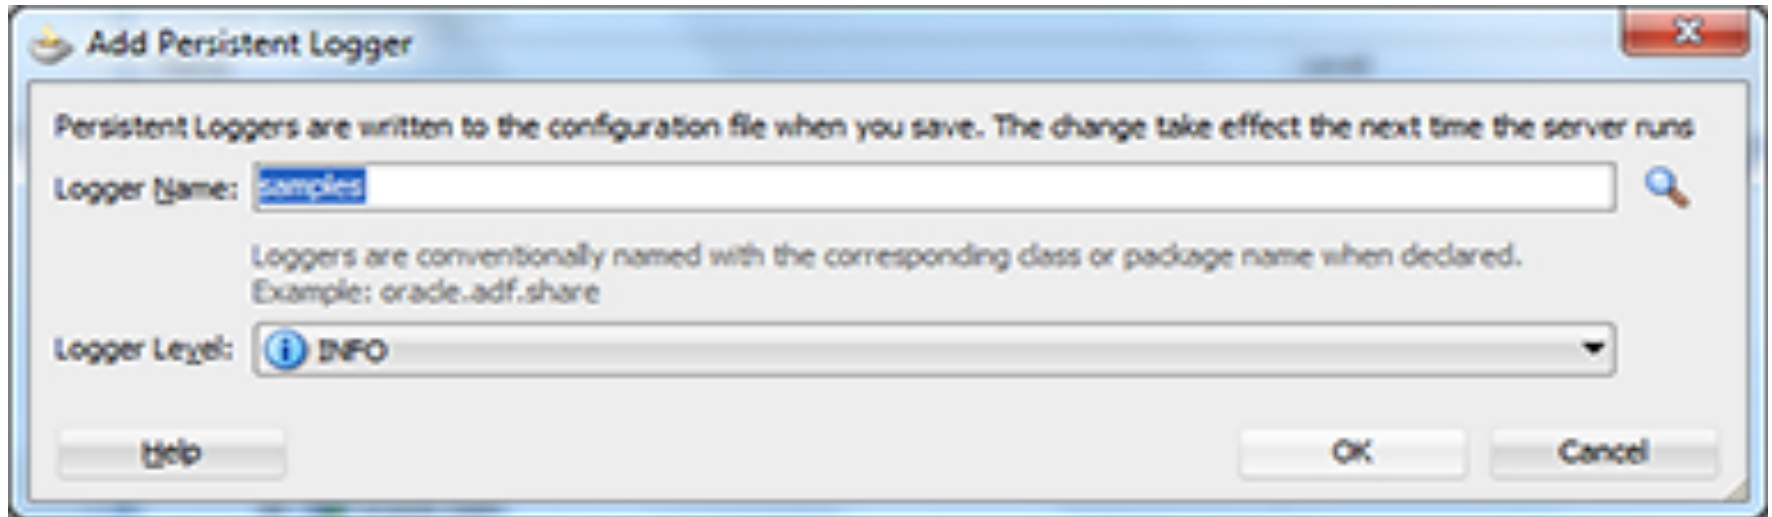 Add Persistent Logger
Persistent Loggers are written to the configuration file when you save. The change take effect the next time the server runs
Logger Name: samples
Loggers are conventionally named with the corresponding class or package name when declared.
Example: oracle.adf.share
Logger Level: INFO
Help OK Cancel